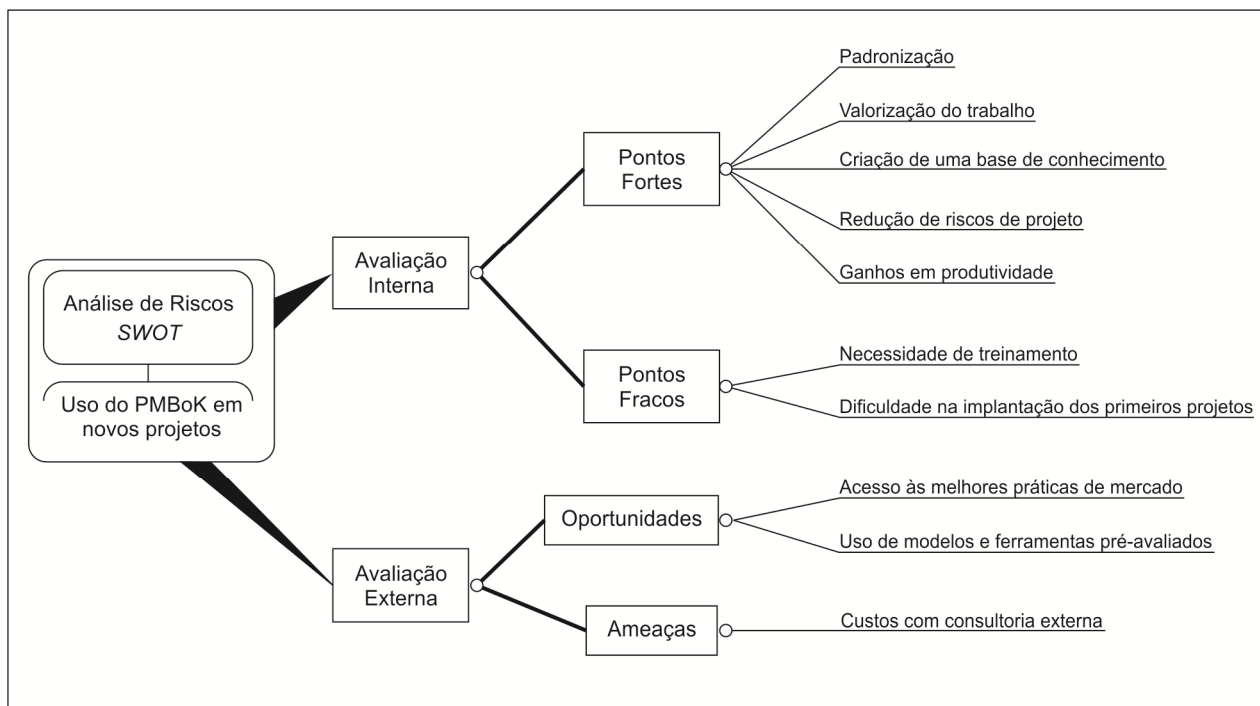 Análise de Riscos
SWOT
Uso do PMBoK em
novos projetos
Avaliação
Interna
Pontos
Fortes
Padronização
Valorização do trabalho
Criação de uma base de conhecimento
Redução de riscos de projeto
Ganhos em produtividade
Pontos
Fracos
Necessidade de treinamento
Dificuldade na implantação dos primeiros projetos
Avaliação
Externa
Oportunidades
Acesso às melhores práticas de mercado
Uso de modelos e ferramentas pré-avaliados
Ameaças
Custos com consultoria externa